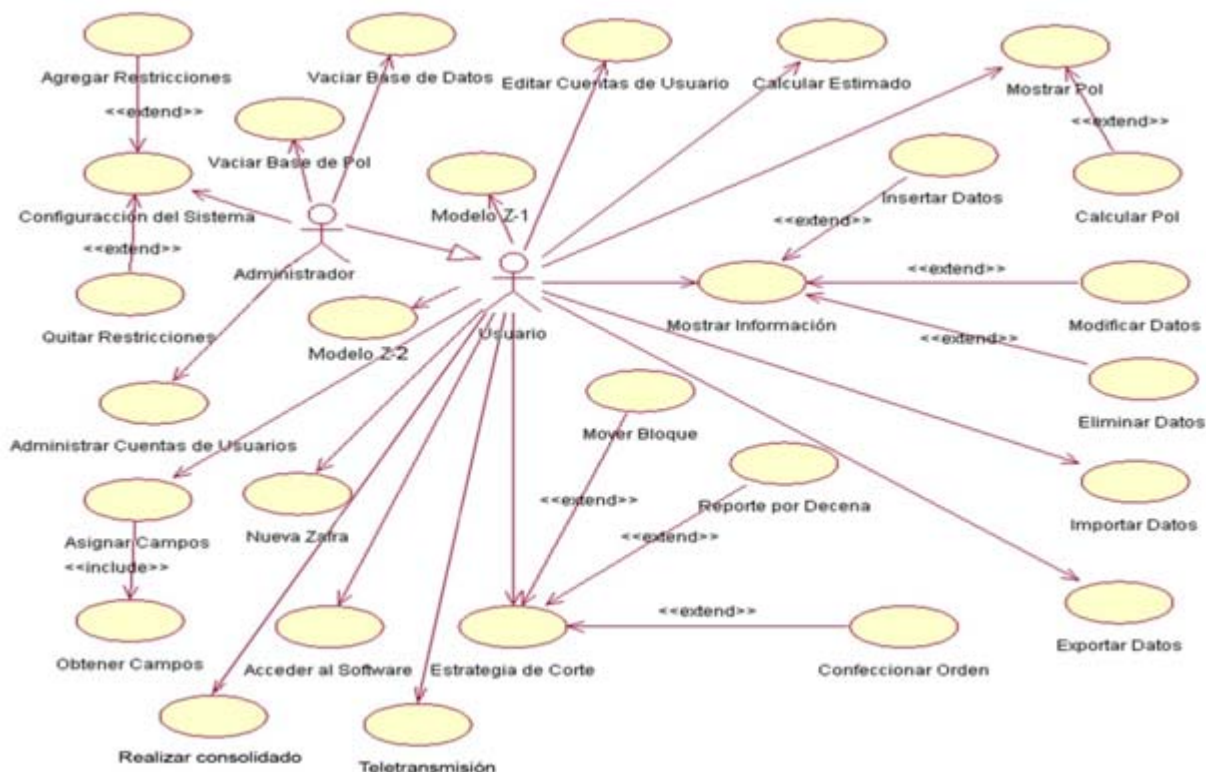 Agregar Restricciones
Vaciar Base de Datos
Editar Cuentas de Usuario
Calcular Estimado
Mostrar Pol
<<extend>>
<<extend>>
Vaciar Base de Pol
Insertar Datos
Calcular Pol
Configuracción del Sistema
Modelo Z-1
<<extend>>
<<extend>>
Administrador
<<extend>>
Quitar Restricciones
Modelo Z-2
Usuario
Mostrar Información
Modificar Datos
<<extend>>
Administrar Cuentas de Usuarios
Mover Bloque
Eliminar Datos
Asignar Campos
Nueva Zafra
<<extend>>
Reporte por Decena
Importar Datos
<<include>>
<<extend>>
<<extend>>
Obtener Campos
Acceder al Software
Estrategia de Corte
Confeccionar Orden
Exportar Datos
Realizar consolidado
Teletransmisión